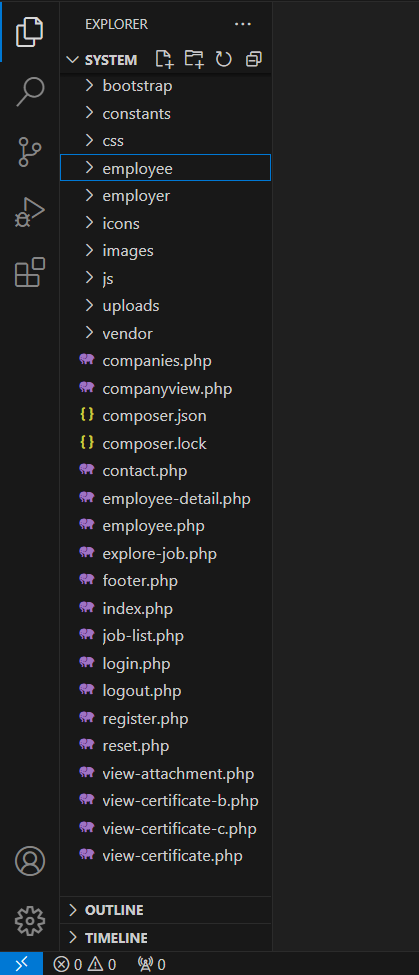 EXPLORER
SYSTEM
bootstrap
constants
css
employee
employer
icons
images
js
uploads
vendor
companies.php
companyview.php
{} composer.json
{} composer.lock
contact.php
employee-detail.php
employee.php
explore-job.php
footer.php
index.php
job-list.php
login.php
logout.php
register.php
reset.php
view-attachment.php
view-certificate-b.php
view-certificate-c.php
view-certificate.php
OUTLINE
TIMELINE
0 0 0